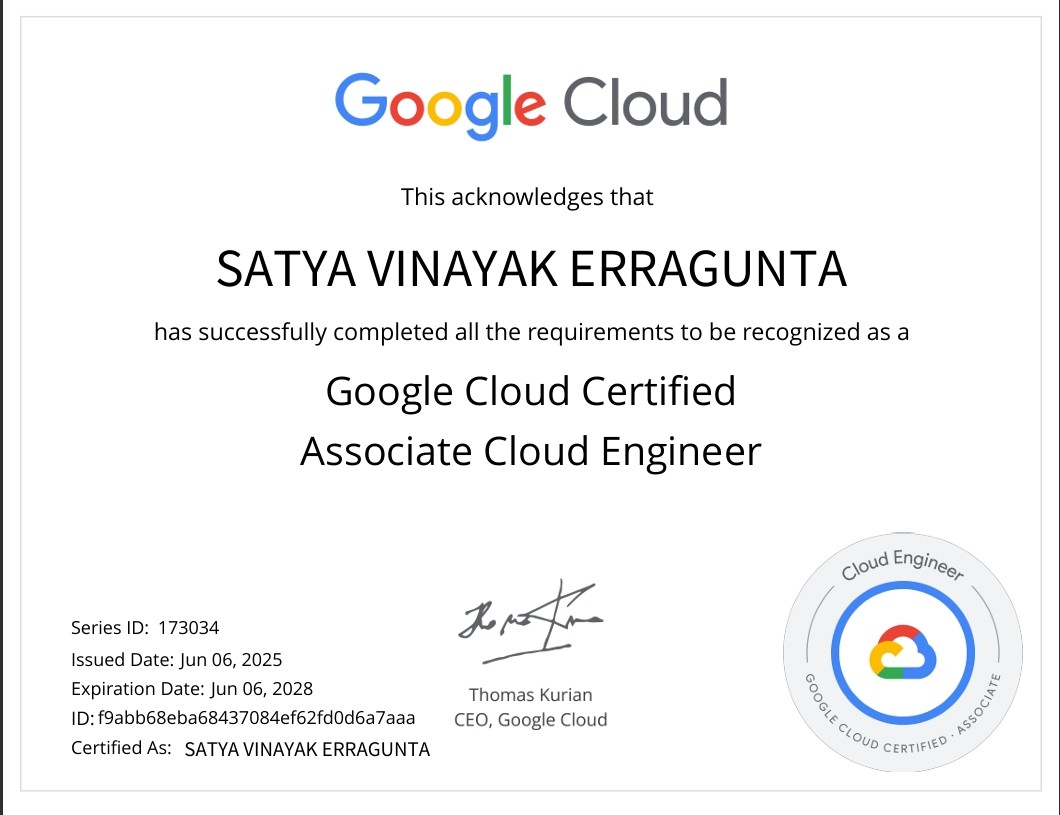 Google Cloud
This acknowledges that
SATYA VINAYAK ERRAGUNTA
has successfully completed all the requirements to be recognized as a
Google Cloud Certified
Associate Cloud Engineer
Series ID: 173034
Issued Date: Jun 06, 2025
Expiration Date: Jun 06, 2028
ID: f9abb68eba68437084ef62fd0d6a7aaa
Certified As: SATYA VINAYAK ERRAGUNTA
Thomas Kurian
CEO, Google Cloud
Cloud Engineer
GOOGLE CLOUD CERTIFIED · ASSOCIATE